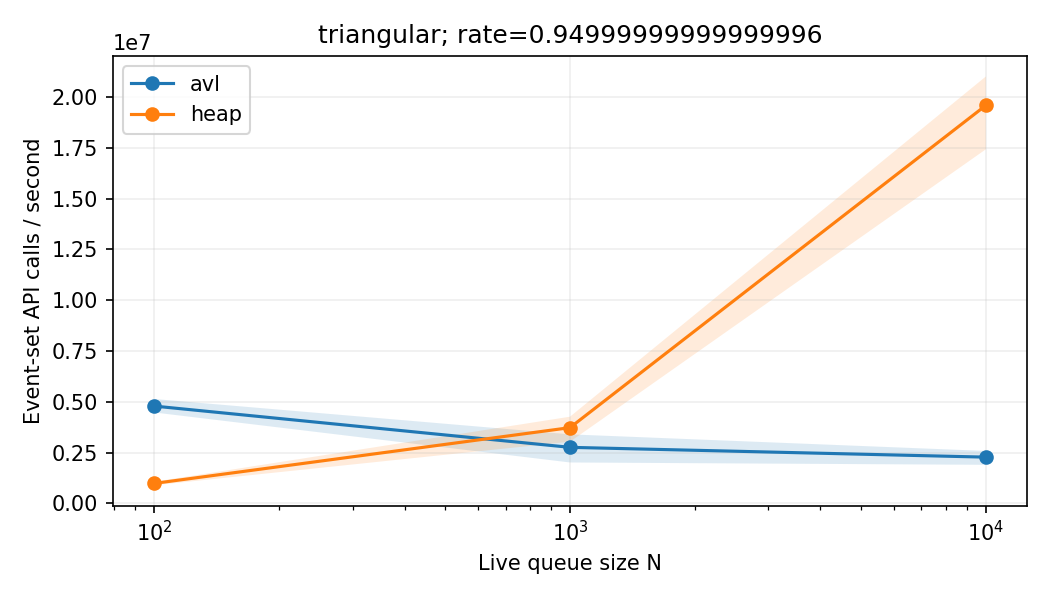 triangular; rate=0.94999999999999996
1e7
avl
heap
2.00
1.75
1.50
1.25
1.00
0.75
0.50
0.25
0.00
Event-set API calls / second
10²
10³
10⁴
Live queue size N